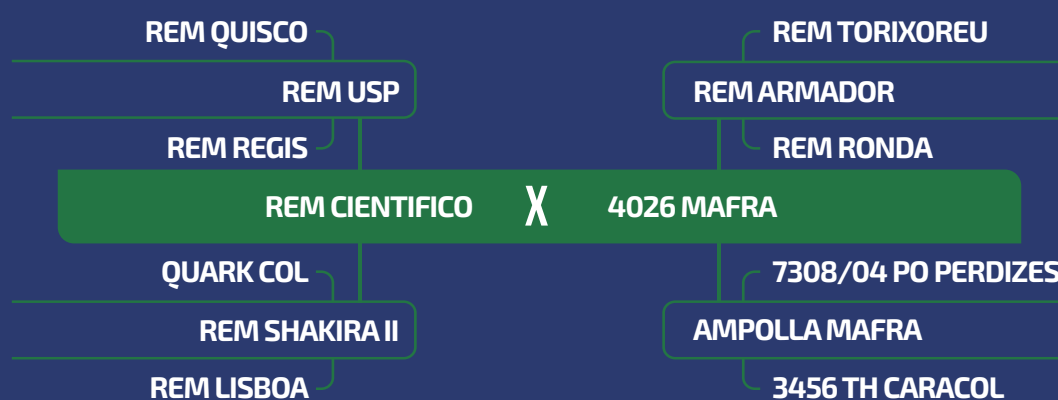 REM QUISCO
REM TORIXOREU
REM USP
REM ARMADOR
REM REGIS
REM RONDA
REM CIENTIFICO X 4026 MAFRA
QUARK COL
7308/04 PO PERDIZES
REM SHAKIRA II
AMPOLLA MAFRA
REM LISBOA
3456 TH CARACOL